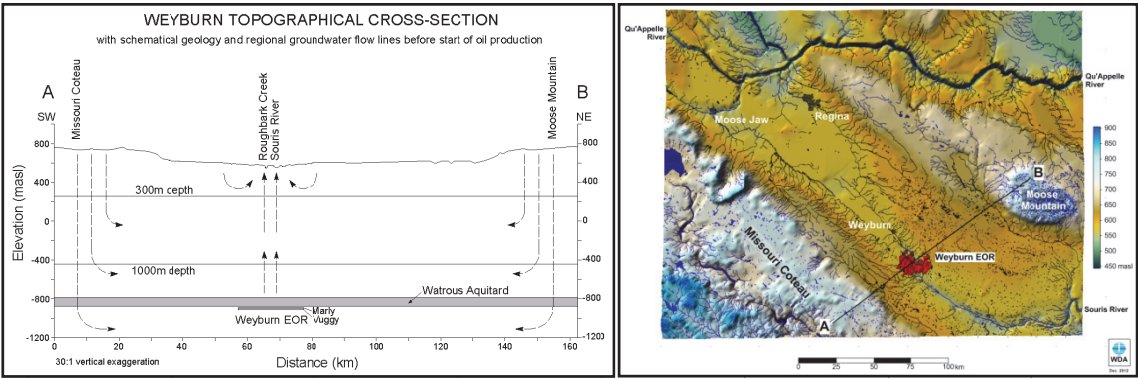 WEYBURN TOPOGRAPHICAL CROSS-SECTION
with schematical geology and regional groundwater flow lines before start of oil production
A
SW
Missouri Coteau
Roughbark Creek
Souris River
Moose Mountain
B
NE
800
400
0
-400
-800
-1200
Elevation (masl)
800
400
0
-400
-800
-1200
300m cepth
1000m depth
Watrous Aquitard
Marly
Vuggy
Weyburn EOR
0
20
40
60
80
100
120
140
160
30:1 vertical exaggeration
Distance (km)
Qu'Appelle
River
Qu'Appelle
River
Moose Jaw
Regina
B
Moose
Mountain
Weyburn
Weyburn EOR
Missouri Coteau
A
Souris River
900
850
800
750
700
650
600
550
500
450 masl
0
25
50
75
100km
WDA
Dec. 2012